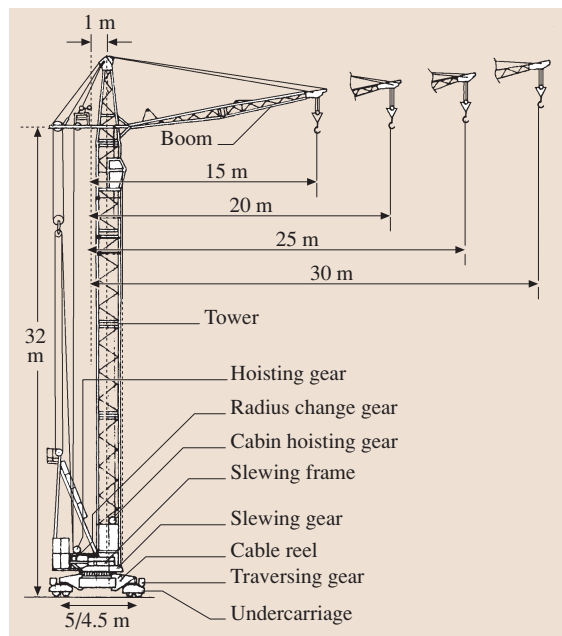 1 m
Boom
15 m
20 m
25 m
30 m
Tower
32
m
Hoisting gear
Radius change gear
Cabin hoisting gear
Slewing frame
Slewing gear
Cable reel
Traversing gear
Undercarriage
5/4.5 m